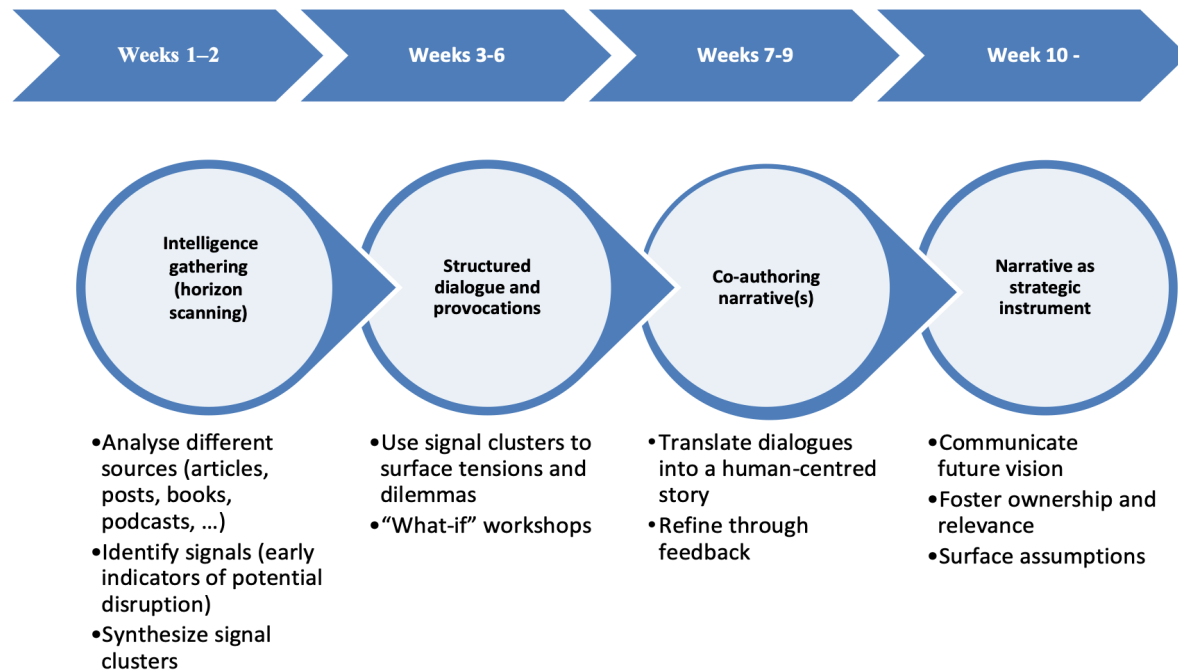 Weeks 1–2
Weeks 3-6
Weeks 7-9
Week 10 -
Intelligence
gathering
(horizon
scanning)
Structured
dialogue and
provocations
Co-authoring
narrative(s)
Narrative as
strategic
instrument
•Analyse different
sources (articles,
posts, books,
podcasts, …)
•Identify signals (early
indicators of potential
disruption)
•Synthesize signal
clusters
•Use signal clusters to
surface tensions and
dilemmas
•“What-if” workshops
•Translate dialogues
into a human-centred
story
•Refine through
feedback
•Communicate
future vision
•Foster ownership and
relevance
•Surface assumptions